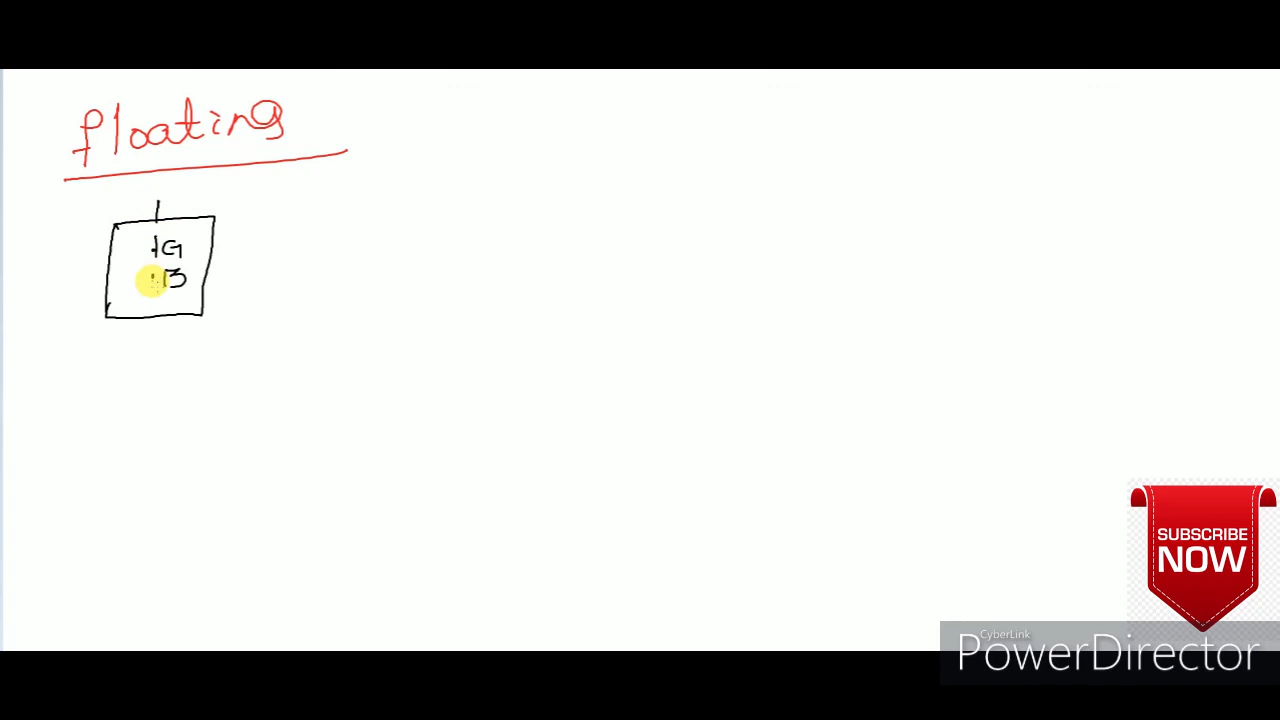 floating
G
B
SUBSCRIBE
NOW
CyberLink
PowerDirector